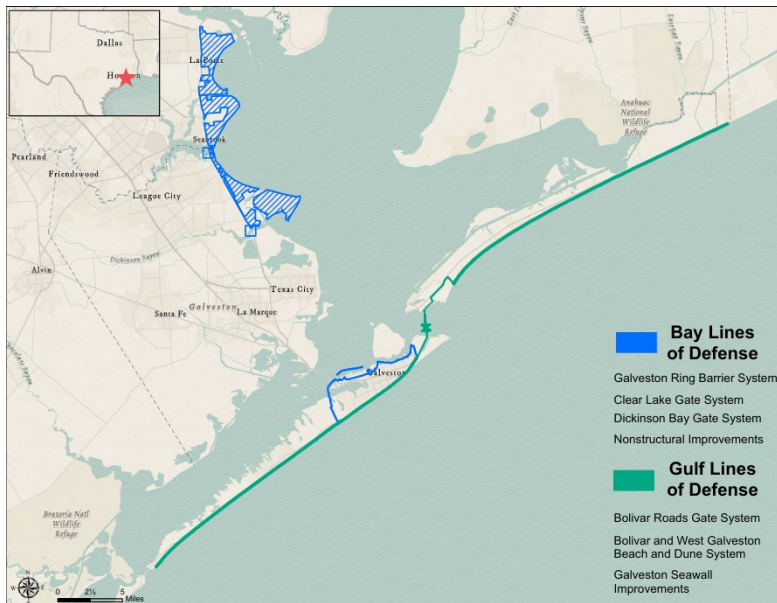 Dallas
Houston
La Porte
Seabrook
Pearland
Friendswood
League City
Anahuac
National
Wildlife
Refuge
Dickinson Bayou
Alvin
Texas City
Santa Fe
Galveston
La Marque
Galveston
Bay Lines
of Defense
Galveston Ring Barrier System
Clear Lake Gate System
Dickinson Bay Gate System
Nonstructural Improvements
Gulf Lines
of Defense
Bolivar Roads Gate System
Bolivar and West Galveston
Beach and Dune System
Galveston Seawall
Improvements
Brazoria Natl
Wildlife
Refuge
N
W
E
S
0 2½ 5
Miles